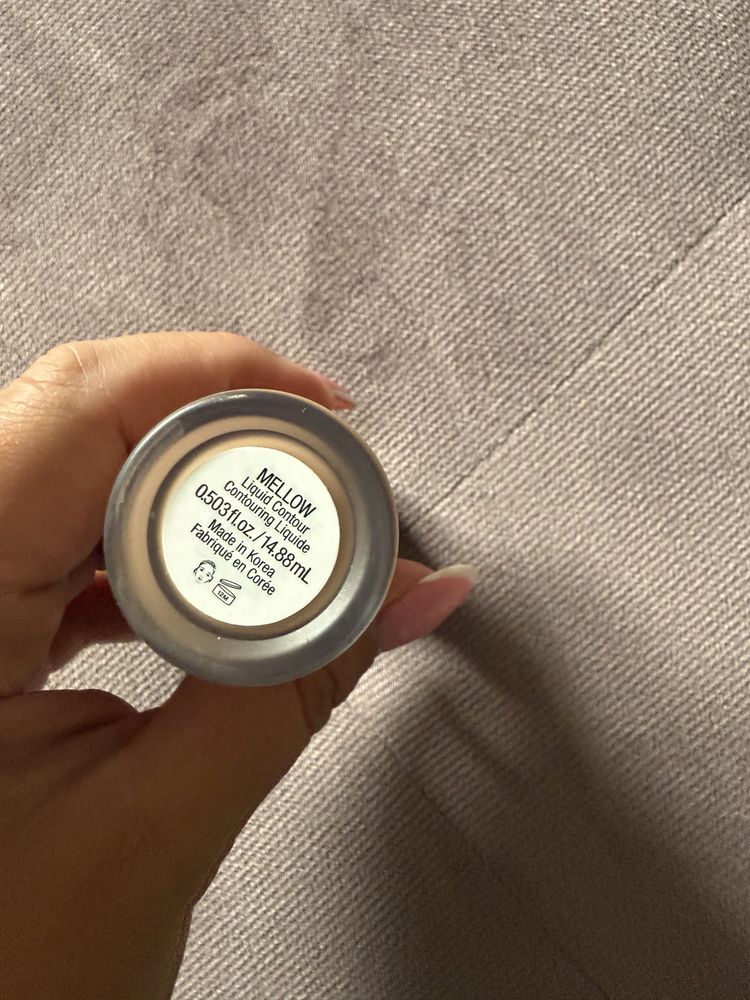 MELLOW
Liquid Contour
Contouring Liquide
0.503 fl.oz./14.88mL
Made in Korea
Fabriqué en Corée
12M